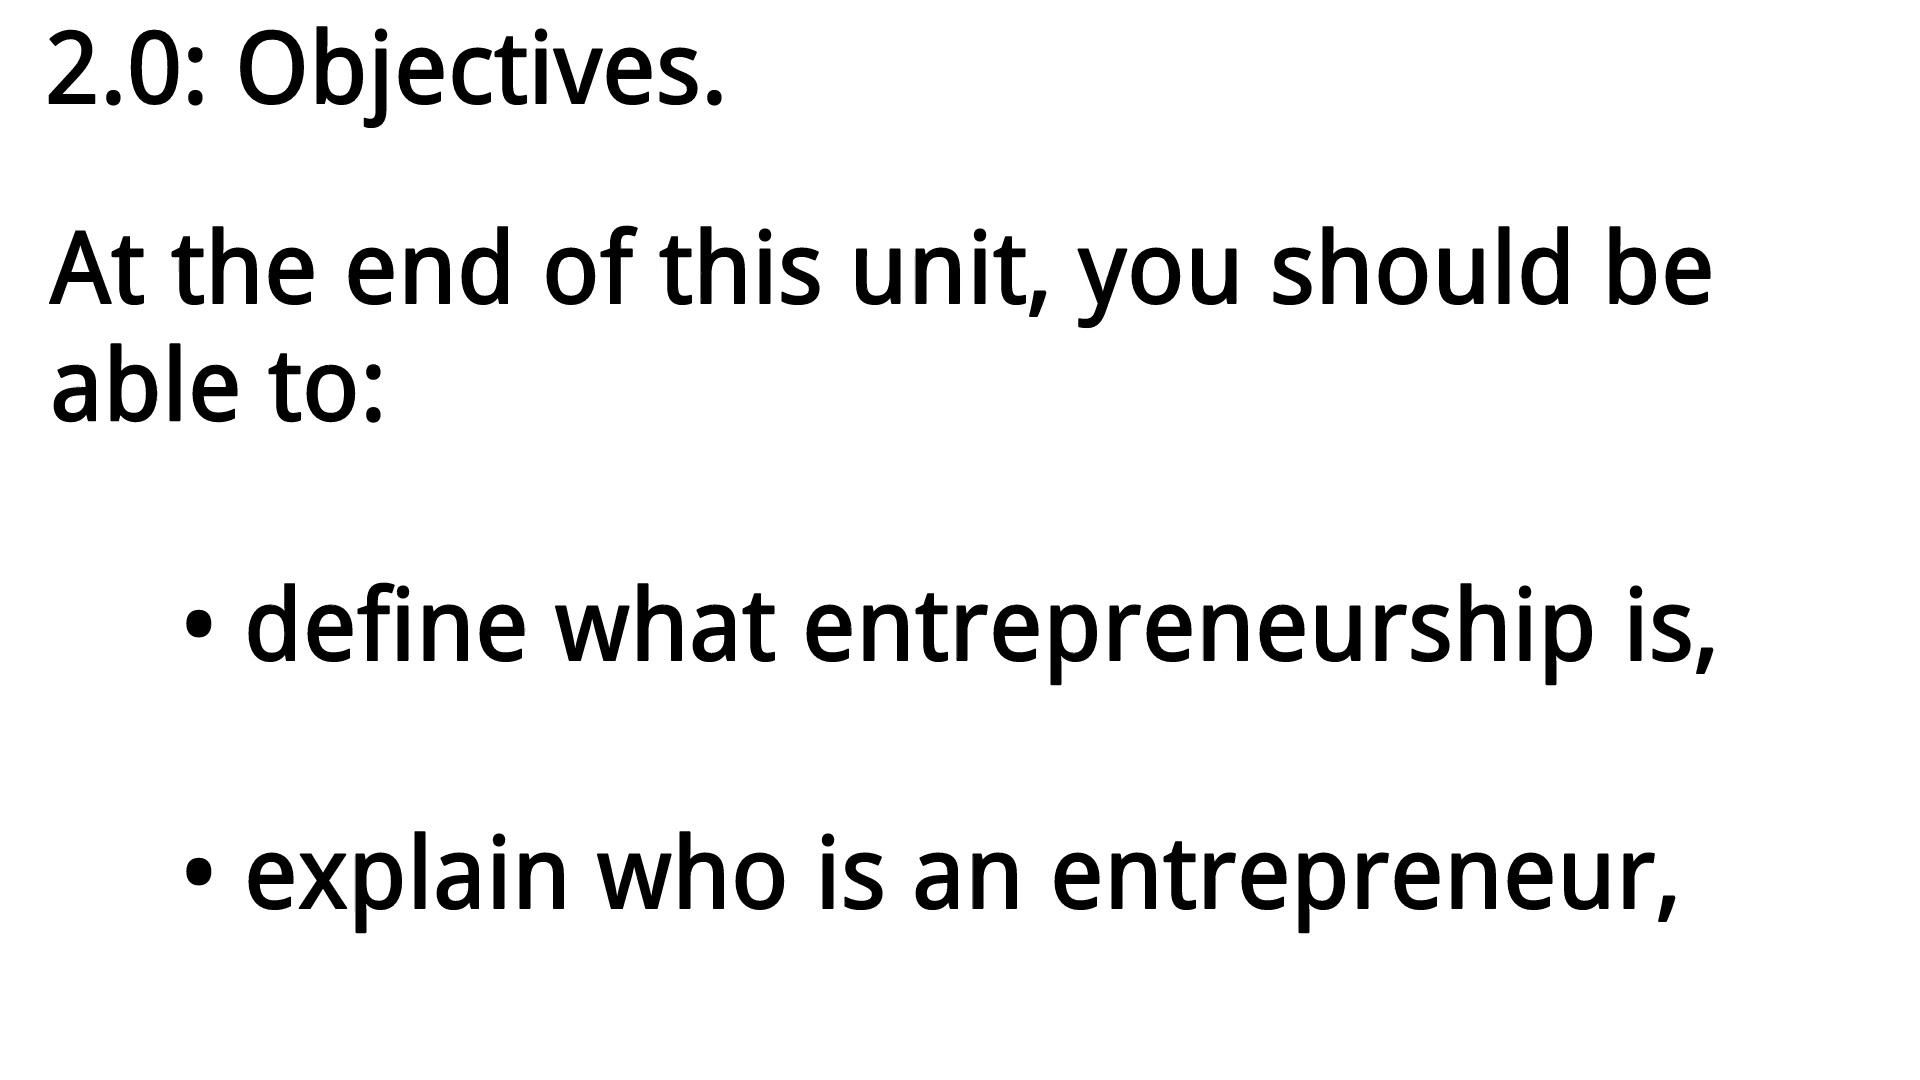 2.0: Objectives.
At the end of this unit, you should be
able to:
• define what entrepreneurship is,
• explain who is an entrepreneur,